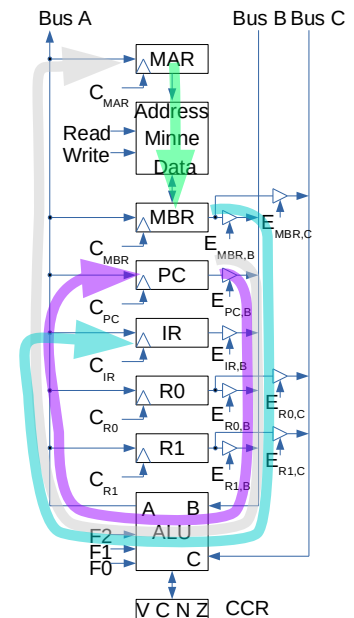 Bus A Bus B Bus C
MAR
C MAR
Address
Read
Minne
Write
Data
MBR
E MBR,C
C MBR
E MBR,B
PC
C PC
E PC,B
IR
C IR
E IR,B
R0
C R0
E R0,B
E R0,C
R1
C R1
E R1,B
E R1,C
A B
ALU
F2
F1
F0
C
V C N Z CCR